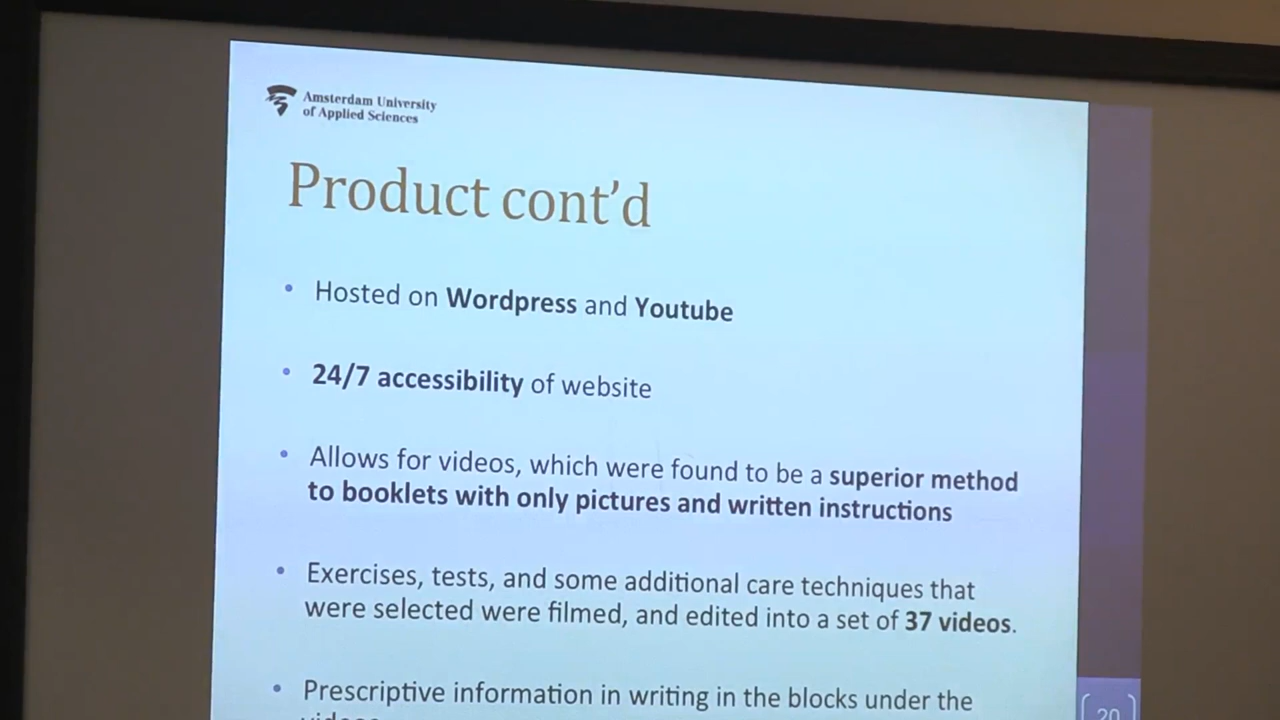 Amsterdam University
of Applied Sciences
Product cont'd
• Hosted on Wordpress and Youtube
• 24/7 accessibility of website
• Allows for videos, which were found to be a superior method
to booklets with only pictures and written instructions
• Exercises, tests, and some additional care techniques that
were selected were filmed, and edited into a set of 37 videos.
• Prescriptive information in writing in the blocks under the
20